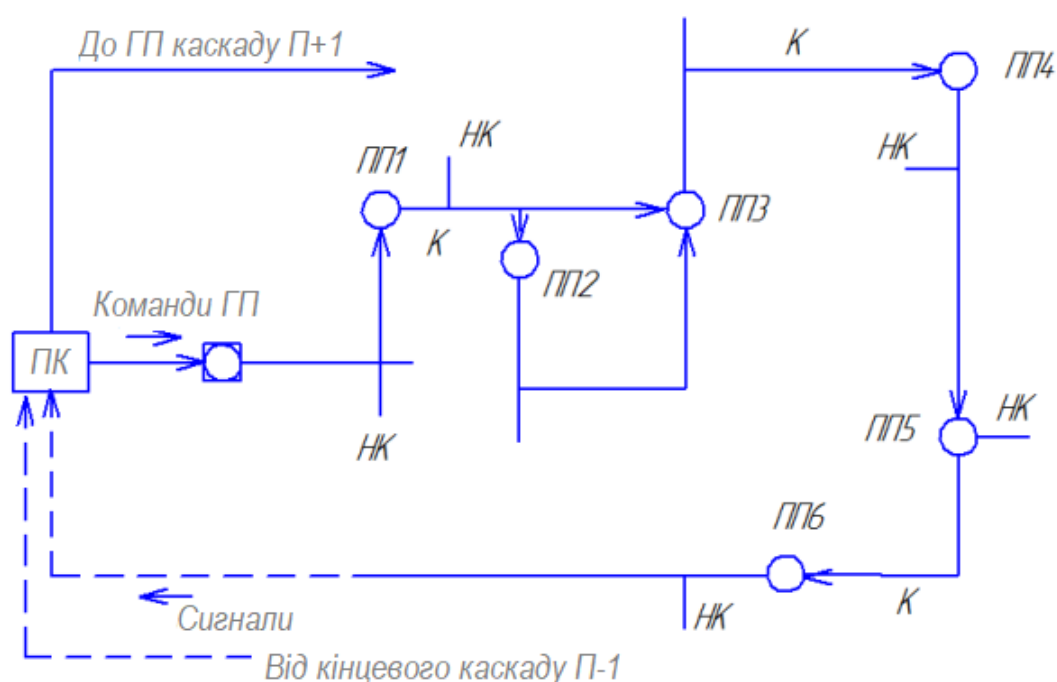 До ГП каскаду П+1
К
ПП4
НК
ПП1
НК
К
ПП3
ПП2
Команди ГП
ПК
НК
ПП5
НК
ПП6
К
НК
Сигнали
Від кінцевого каскаду П-1